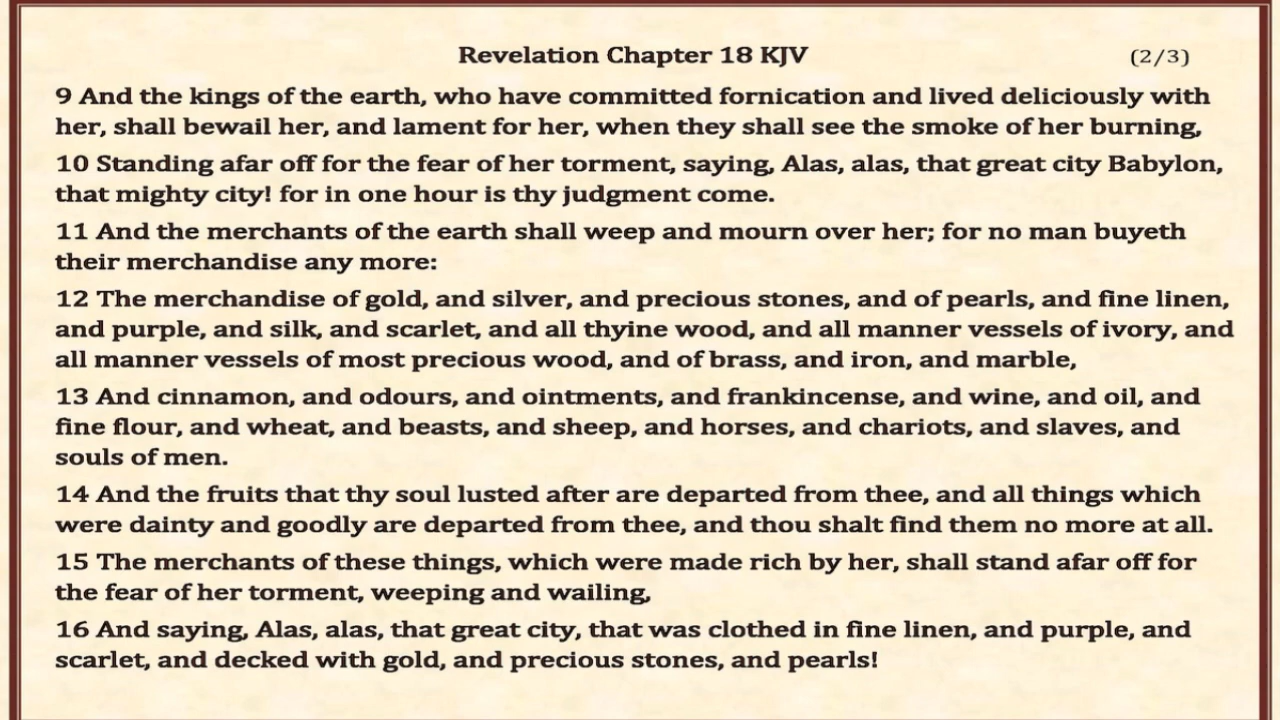 Revelation Chapter 18 KJV (2/3)
9 And the kings of the earth, who have committed fornication and lived deliciously with
her, shall bewail her, and lament for her, when they shall see the smoke of her burning,
10 Standing afar off for the fear of her torment, saying, Alas, alas, that great city Babylon,
that mighty city! for in one hour is thy judgment come.
11 And the merchants of the earth shall weep and mourn over her; for no man buyeth
their merchandise any more:
12 The merchandise of gold, and silver, and precious stones, and of pearls, and fine linen,
and purple, and silk, and scarlet, and all thyine wood, and all manner vessels of ivory, and
all manner vessels of most precious wood, and of brass, and iron, and marble,
13 And cinnamon, and odours, and ointments, and frankincense, and wine, and oil, and
fine flour, and wheat, and beasts, and sheep, and horses, and chariots, and slaves, and
souls of men.
14 And the fruits that thy soul lusted after are departed from thee, and all things which
were dainty and goodly are departed from thee, and thou shalt find them no more at all.
15 The merchants of these things, which were made rich by her, shall stand afar off for
the fear of her torment, weeping and wailing,
16 And saying, Alas, alas, that great city, that was clothed in fine linen, and purple, and
scarlet, and decked with gold, and precious stones, and pearls!